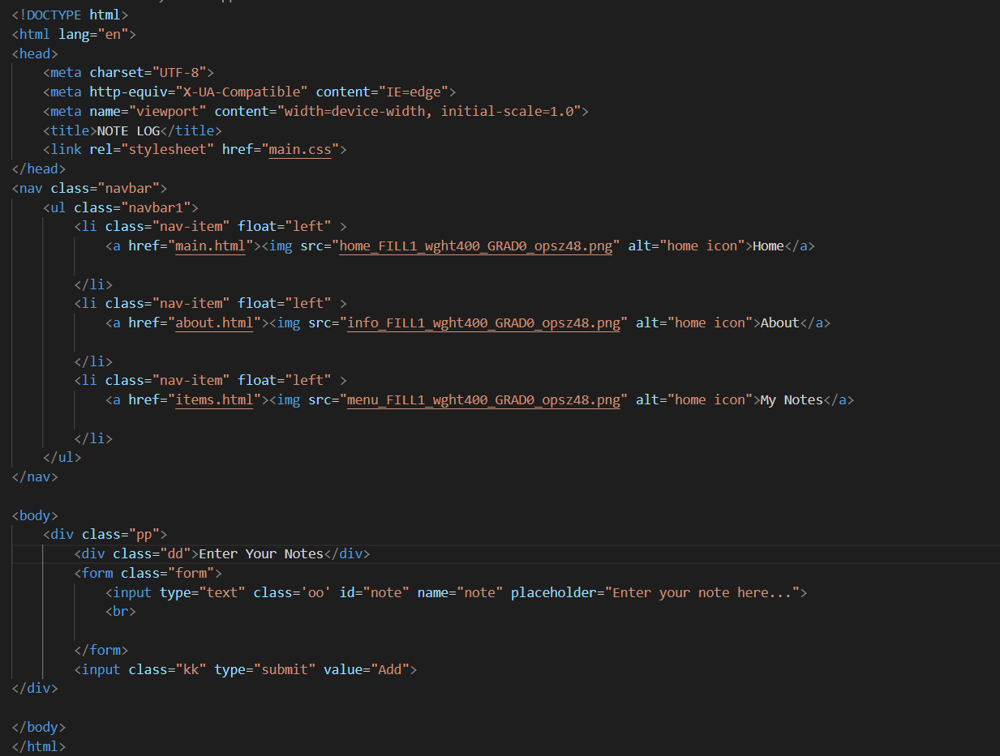 <!DOCTYPE html>
<html lang="en">
<head>
    <meta charset="UTF-8">
    <meta http-equiv="X-UA-Compatible" content="IE=edge">
    <meta name="viewport" content="width=device-width, initial-scale=1.0">
    <title>NOTE LOG</title>
    <link rel="stylesheet" href="main.css">
</head>
<nav class="navbar">
    <ul class="navbar1">
        <li class="nav-item" float="left" >
            <a href="main.html"><img src="home_FILL1_wght400_GRAD0_opsz48.png" alt="home icon">Home</a>
        </li>
        <li class="nav-item" float="left" >
            <a href="about.html"><img src="info_FILL1_wght400_GRAD0_opsz48.png" alt="home icon">About</a>
        </li>
        <li class="nav-item" float="left" >
            <a href="items.html"><img src="menu_FILL1_wght400_GRAD0_opsz48.png" alt="home icon">My Notes</a>
        </li>
    </ul>
</nav>
<body>
    <div class="pp">
        <div class="dd">Enter Your Notes</div>
        <form class="form">
            <input type="text" class='oo' id="note" name="note" placeholder="Enter your note here...">
            <br>
        </form>
        <input class="kk" type="submit" value="Add">
</div>
</body>
</html>